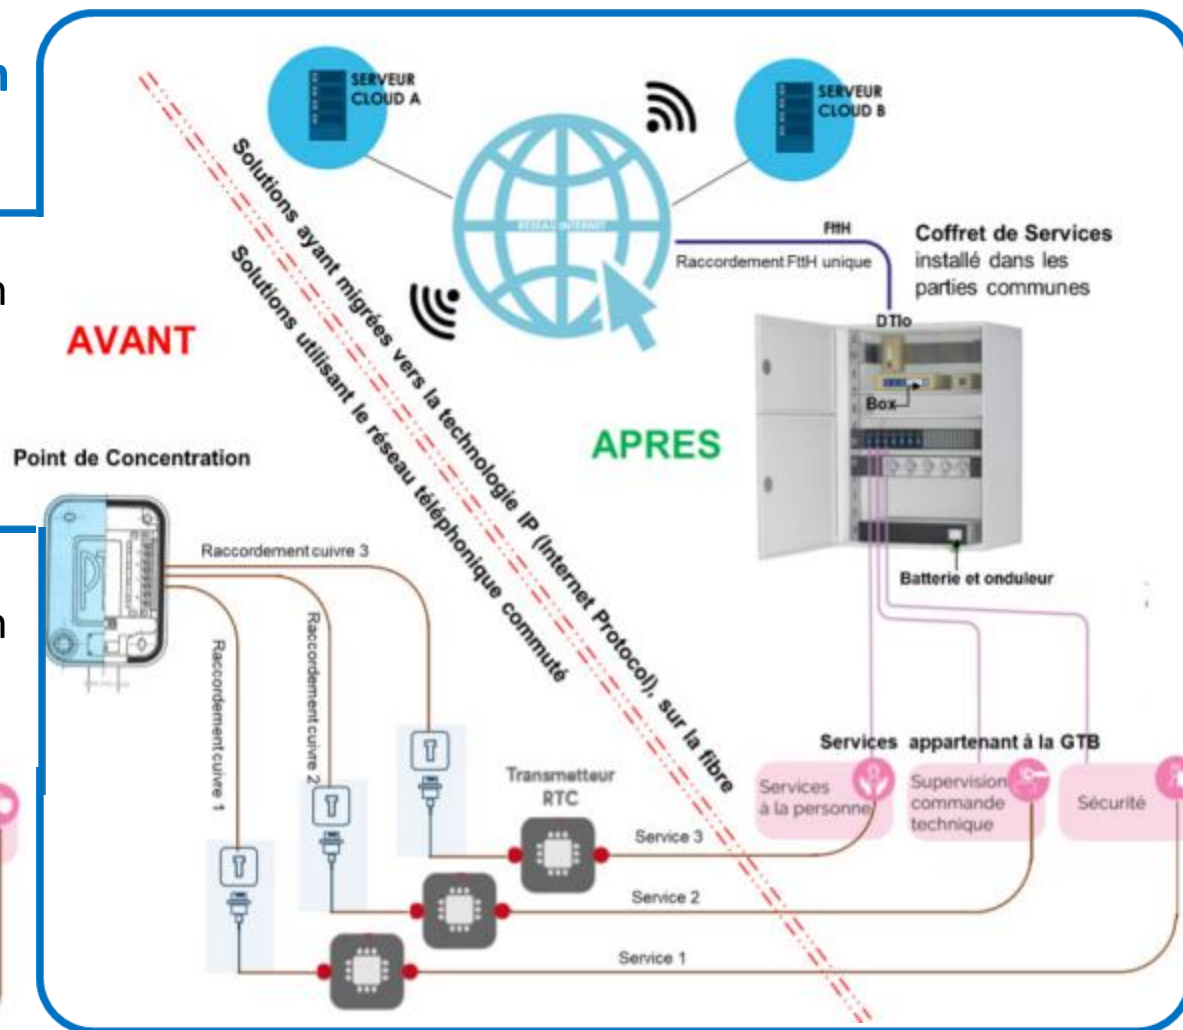 n
SERVEUR
CLOUD A
SERVEUR
CLOUD B
RESEAU INTERNET
FttH
Raccordement FttH unique
Coffret de Services
installé dans les
parties communes
n
AVANT
DTIo
Box
APRES
Solutions ayant migrées vers la technologie IP (Internet Protocol), sur la fibre
Solutions utilisant le réseau téléphonique commuté
Point de Concentration
Raccordement cuivre 3
Batterie et onduleur
n
Raccordement cuivre 1
Raccordement cuivre 2
Services appartenant à la GTB
Transmetteur
RTC
Services
à la personne
Supervision
commande
technique
Sécurité
Service 3
Service 2
Service 1